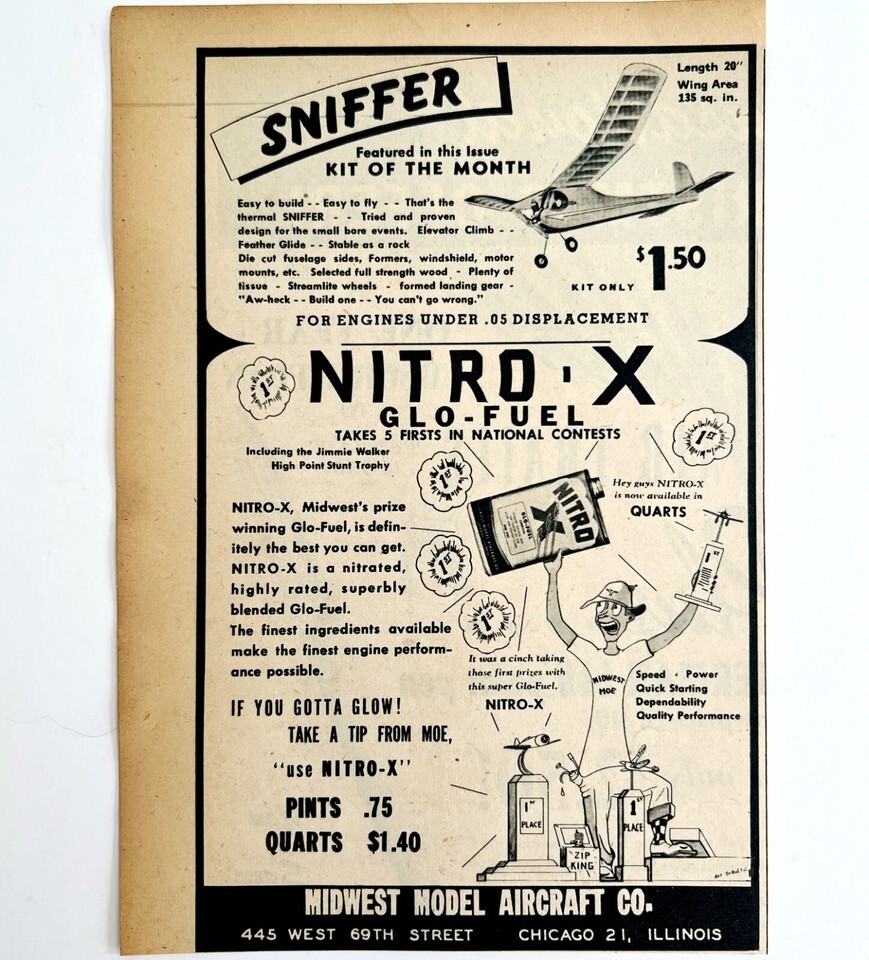 SNIFFER
Length 20"
Wing Area
135 sq. in.
Featured in this Issue
KIT OF THE MONTH
Easy to build - - Easy to fly - - That's the
thermal SNIFFER - - Tried and proven
design for the small bore events. Elevator Climb - -
Feather Glide - - Stable as a rock
Die cut fuselage sides, Formers, windshield, motor
mounts, etc. Selected full strength wood - Plenty of
tissue - Streamlite wheels - formed landing gear -
"Aw-heck - - Build one - - You can't go wrong."
$1.50
KIT ONLY
FOR ENGINES UNDER .05 DISPLACEMENT
NITRO-X
GLO-FUEL
TAKES 5 FIRSTS IN NATIONAL CONTESTS
1ST
1ST
Including the Jimmie Walker
High Point Stunt Trophy
1ST
NITRO
X
GLO-FUEL
Hey guys NITRO-X
is now available in
QUARTS
NITRO-X, Midwest's prize
winning Glo-Fuel, is defin-
itely the best you can get.
NITRO-X is a nitrated,
highly rated, superbly
blended Glo-Fuel.
The finest ingredients available
make the finest engine perform-
ance possible.
1ST
1ST
1ST
It was a cinch taking
those first prizes with
this super Glo-Fuel.
NITRO-X
MIDWEST
MOE
Speed - Power
Quick Starting
Dependability
Quality Performance
IF YOU GOTTA GLOW!
TAKE A TIP FROM MOE,
"use NITRO-X"
PINTS .75
QUARTS $1.40
1ST
PLACE
ZIP
KING
1ST
PLACE
MIDWEST MODEL AIRCRAFT CO.
445 WEST 69TH STREET CHICAGO 21, ILLINOIS